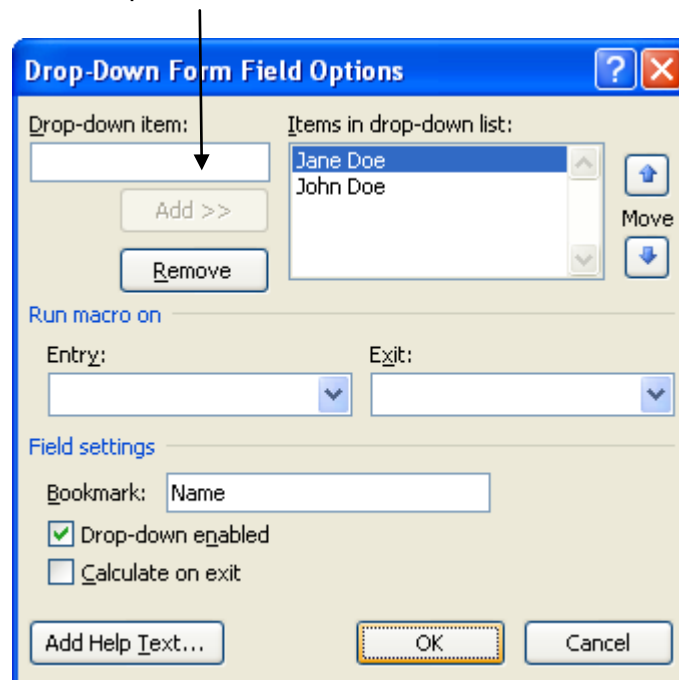 Drop-Down Form Field Options
Drop-down item:
Items in drop-down list:
Jane Doe
John Doe
Add >>
Move
Remove
Run macro on
Entry:
Exit:
Field settings
Bookmark: Name
Drop-down enabled
Calculate on exit
Add Help Text...
OK
Cancel